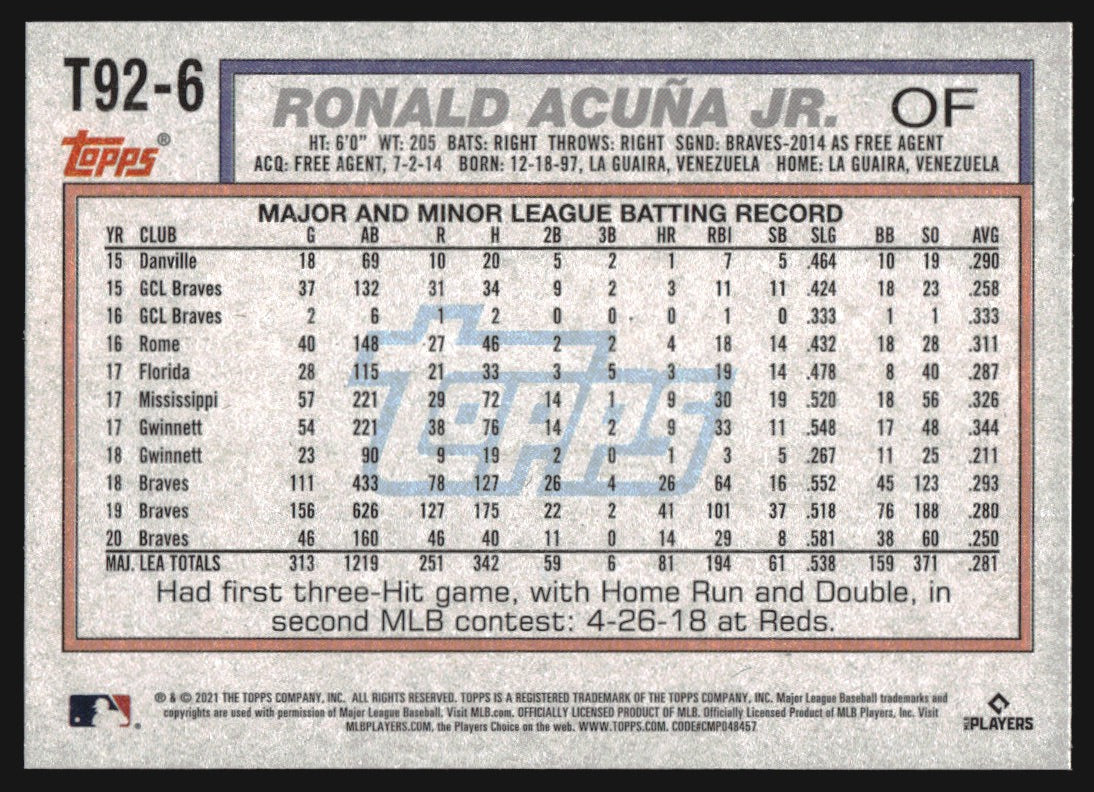 T92-6
RONALD ACUÑA JR. OF
Topps®
HT: 6'0" WT: 205 BATS: RIGHT THROWS: RIGHT SGND: BRAVES-2014 AS FREE AGENT
ACQ: FREE AGENT, 7-2-14 BORN: 12-18-97, LA GUAIRA, VENEZUELA HOME: LA GUAIRA, VENEZUELA
MAJOR AND MINOR LEAGUE BATTING RECORD
YR CLUB G AB R H 2B 3B HR RBI SB SLG BB SO AVG
15 Danville 18 69 10 20 5 2 1 7 5 .464 10 19 .290
15 GCL Braves 37 132 31 34 9 2 3 11 11 .424 18 23 .258
16 GCL Braves 2 6 1 2 0 0 0 1 0 .333 1 1 .333
16 Rome 40 148 27 46 2 2 4 18 14 .432 18 28 .311
17 Florida 28 115 21 33 3 5 3 19 14 .478 8 40 .287
17 Mississippi 57 221 29 72 14 1 9 30 19 .520 18 56 .326
17 Gwinnett 54 221 38 76 14 2 9 33 11 .548 17 48 .344
18 Gwinnett 23 90 9 19 2 0 1 3 5 .267 11 25 .211
18 Braves 111 433 78 127 26 4 26 64 16 .552 45 123 .293
19 Braves 156 626 127 175 22 2 41 101 37 .518 76 188 .280
20 Braves 46 160 46 40 11 0 14 29 8 .581 38 60 .250
MAJ. LEA TOTALS 313 1219 251 342 59 6 81 194 61 .538 159 371 .281
Topps
Had first three-Hit game, with Home Run and Double, in
second MLB contest: 4-26-18 at Reds.
® & © 2021 THE TOPPS COMPANY, INC. ALL RIGHTS RESERVED. TOPPS IS A REGISTERED TRADEMARK OF THE TOPPS COMPANY, INC. Major League Baseball trademarks and
copyrights are used with permission of Major League Baseball. Visit MLB.com. OFFICIALLY LICENSED PRODUCT OF MLB. Officially Licensed Product of MLB Players, Inc. Visit
MLBPLAYERS.COM, the Players Choice on the web. WWW.TOPPS.COM. CODE#CMP048457
MLB PLAYERS